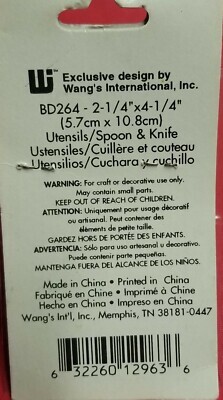 Wi™ Exclusive design by
Wang's International, Inc.
BD264 - 2-1/4"x4-1/4"
(5.7cm x 10.8cm)
Utensils/Spoon & Knife
Ustensiles/Cuillère et couteau
Utensilios/Cuchara y cuchillo
WARNING: For craft or decorative use only.
May contain small parts.
KEEP OUT OF REACH OF CHILDREN.
ATTENTION: Uniquement pour usage décoratif
ou artisanal. Peut contenir des
éléments de petite taille.
GARDEZ HORS DE PORTÉE DES ENFANTS.
ADVERTENCIA: Sólo para uso artesanal u decorativo.
Puede contener parte pequeñas.
MANTENGA FUERA DEL ALCANCE DE LOS NIÑOS.
Made in China • Printed in China
Fabriqué en Chine • Imprimé à Chine
Hecho en China • Impreso en China
Wang's Int'l, Inc., Memphis, TN 38181-0447
6 32260 12963 6